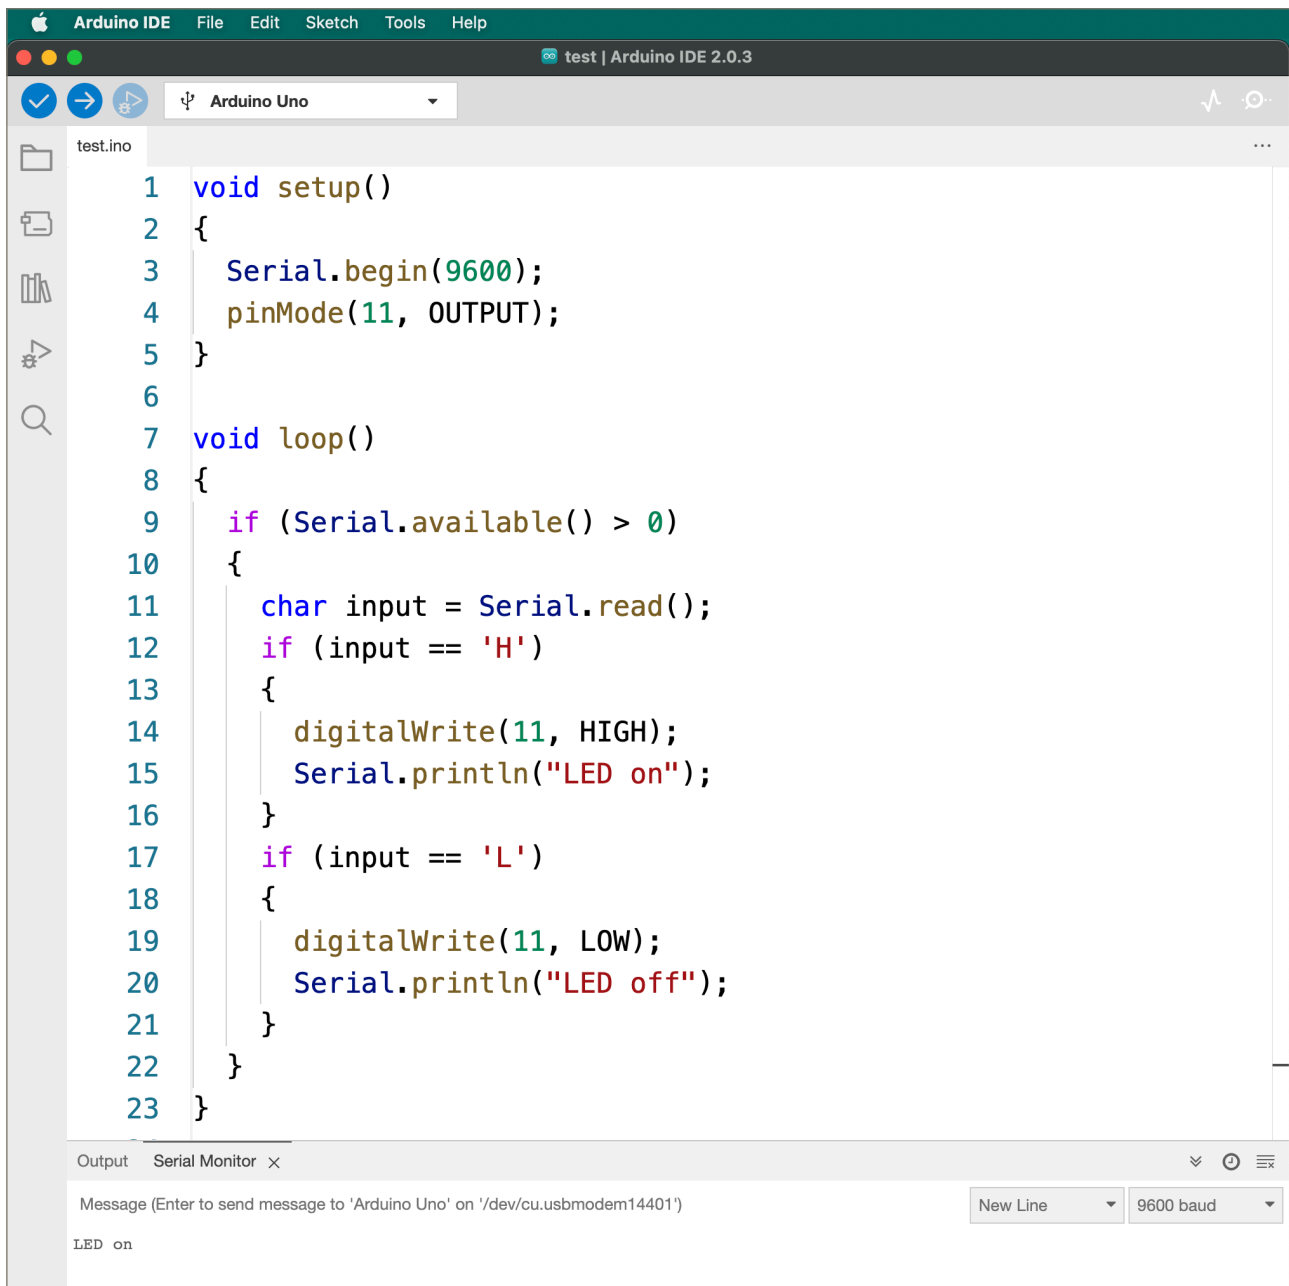 Arduino IDE File Edit Sketch Tools Help
test | Arduino IDE 2.0.3
Arduino Uno
test.ino
1 void setup()
2 {
3   Serial.begin(9600);
4   pinMode(11, OUTPUT);
5 }
6
7 void loop()
8 {
9   if (Serial.available() > 0)
10   {
11     char input = Serial.read();
12     if (input == 'H')
13     {
14       digitalWrite(11, HIGH);
15       Serial.println("LED on");
16     }
17     if (input == 'L')
18     {
19       digitalWrite(11, LOW);
20       Serial.println("LED off");
21     }
22   }
23 }
Output Serial Monitor
Message (Enter to send message to 'Arduino Uno' on '/dev/cu.usbmodem14401') New Line 9600 baud
LED on